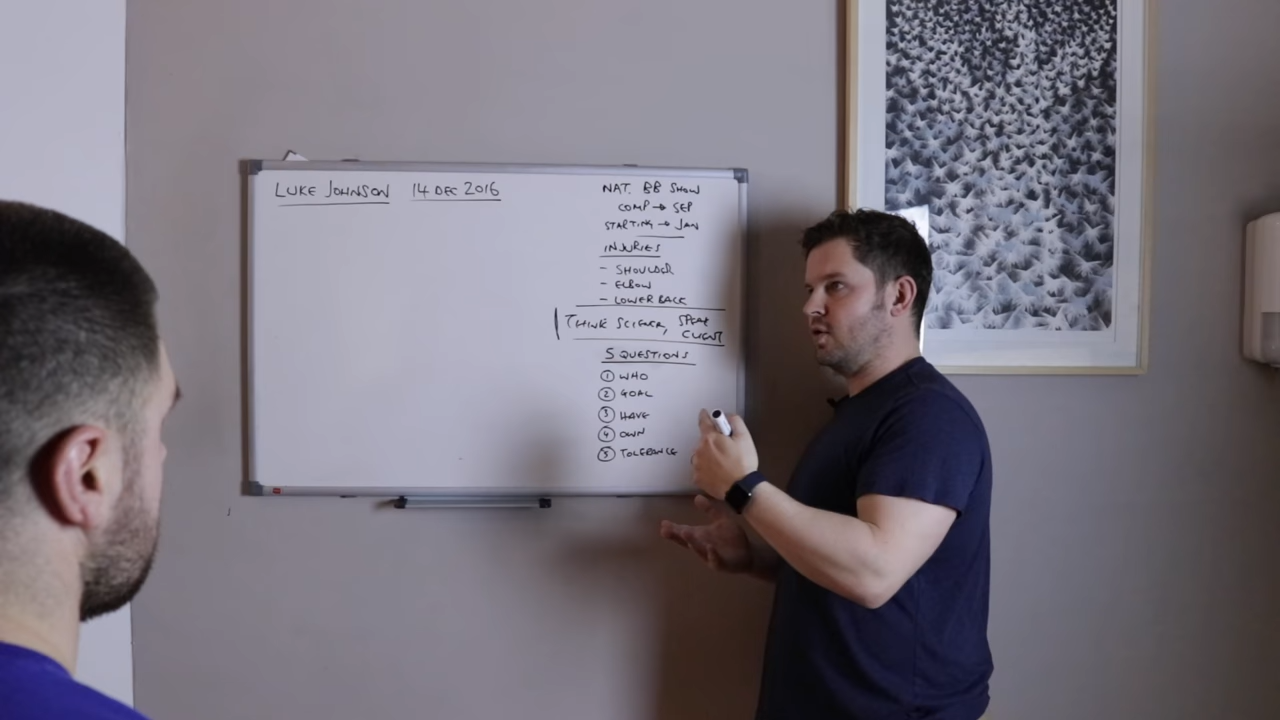 LUKE JOHNSON 14 DEC 2016
NAT. BB SHOW
COMP → SEP
STARTING → JAN
INJURIES
- SHOULDER
- ELBOW
- LOWER BACK
THINK SCIENCE, SPEAK
CLIENT
5 QUESTIONS
① WHO
② GOAL
③ HAVE
④ OWN
⑤ TOLERANCE